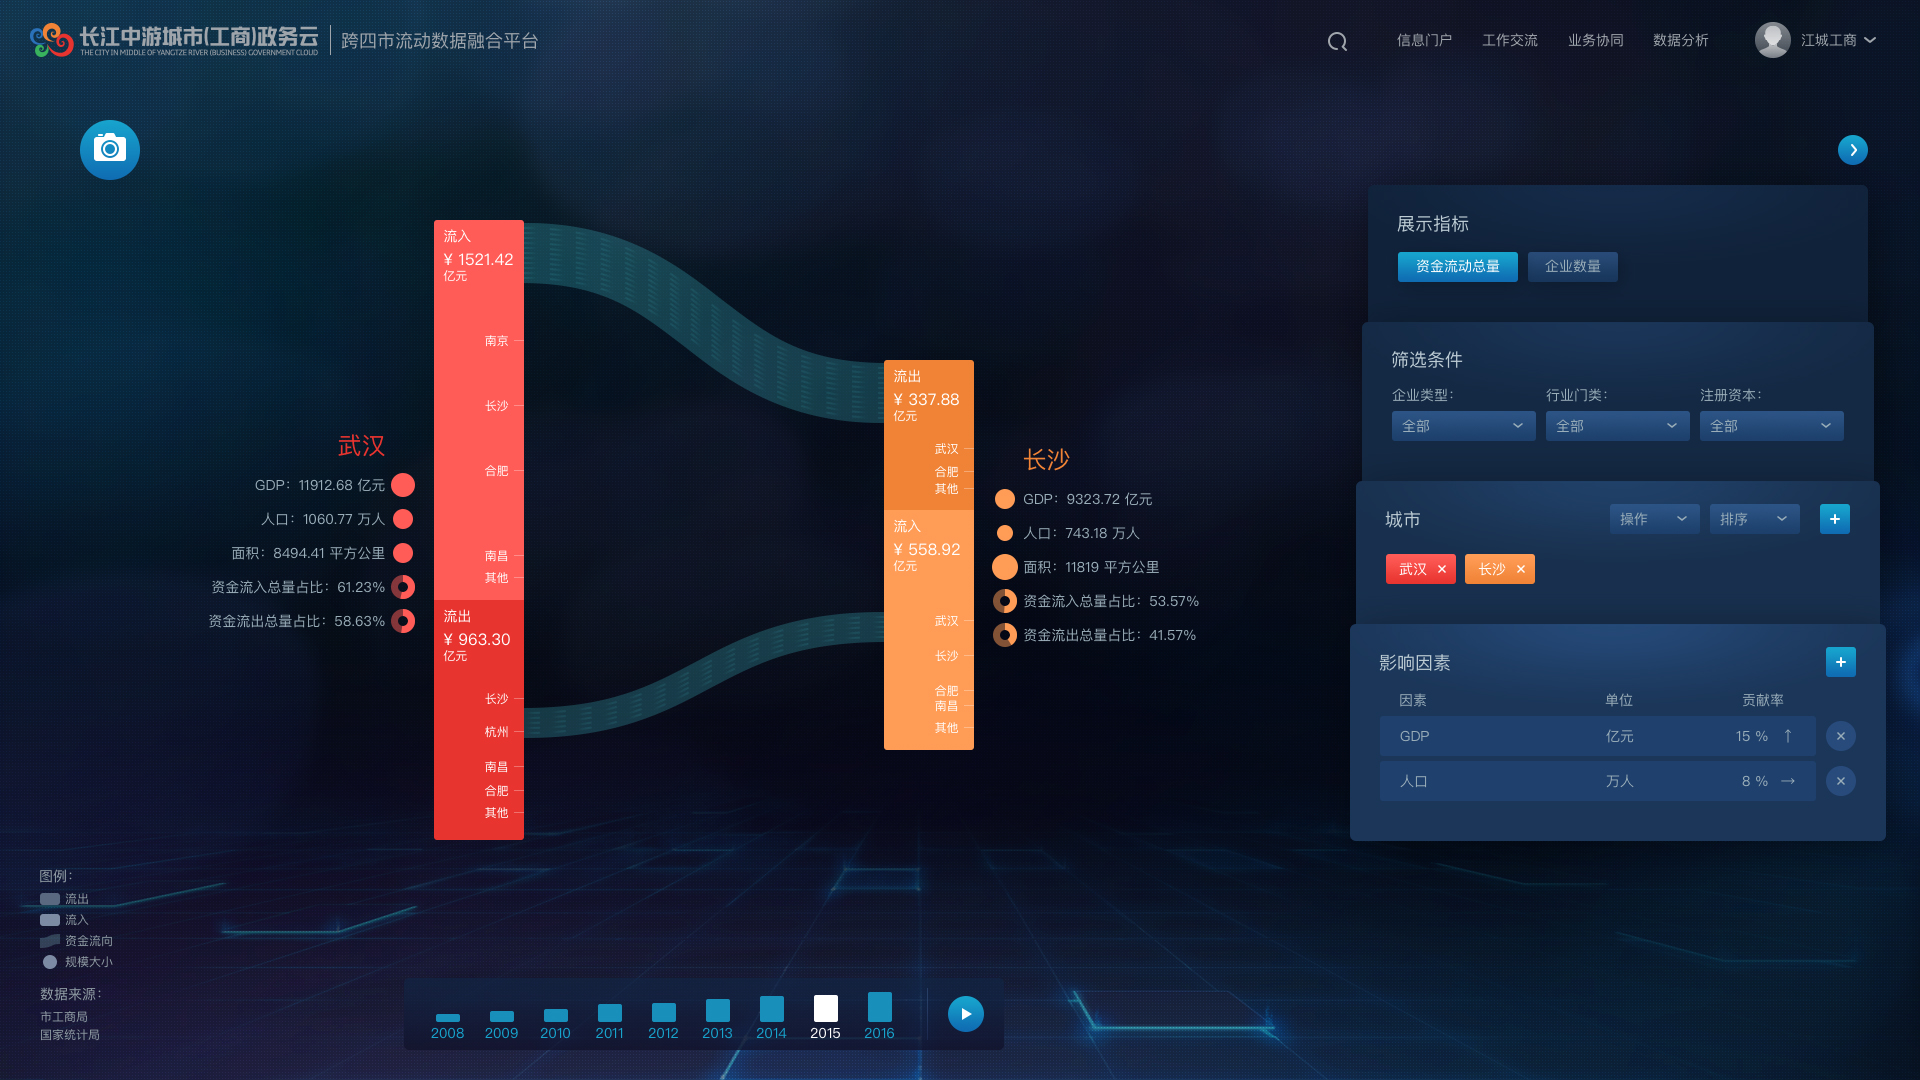 长江中游城市(工商)政务云
THE CITY IN MIDDLE OF YANGTZE RIVER (BUSINESS) GOVERNMENT CLOUD
跨四市流动数据融合平台
信息门户
工作交流
业务协同
数据分析
江城工商
流入
¥ 1521.42
亿元
南京
长沙
合肥
南昌
其他
流出
¥ 963.30
亿元
长沙
杭州
南昌
合肥
其他
武汉
GDP：11912.68 亿元
人口：1060.77 万人
面积：8494.41 平方公里
资金流入总量占比：61.23%
资金流出总量占比：58.63%
流出
¥ 337.88
亿元
武汉
合肥
其他
流入
¥ 558.92
亿元
武汉
长沙
合肥
南昌
其他
长沙
GDP：9323.72 亿元
人口：743.18 万人
面积：11819 平方公里
资金流入总量占比：53.57%
资金流出总量占比：41.57%
展示指标
资金流动总量
企业数量
筛选条件
企业类型：
行业门类：
注册资本：
全部
全部
全部
城市
操作
排序
+
武汉 ×
长沙 ×
影响因素
+
因素 单位 贡献率
GDP 亿元 15 % ↑ ×
人口 万人 8 % → ×
图例：
流出
流入
资金流向
规模大小
数据来源：
市工商局
国家统计局
2008 2009 2010 2011 2012 2013 2014 2015 2016